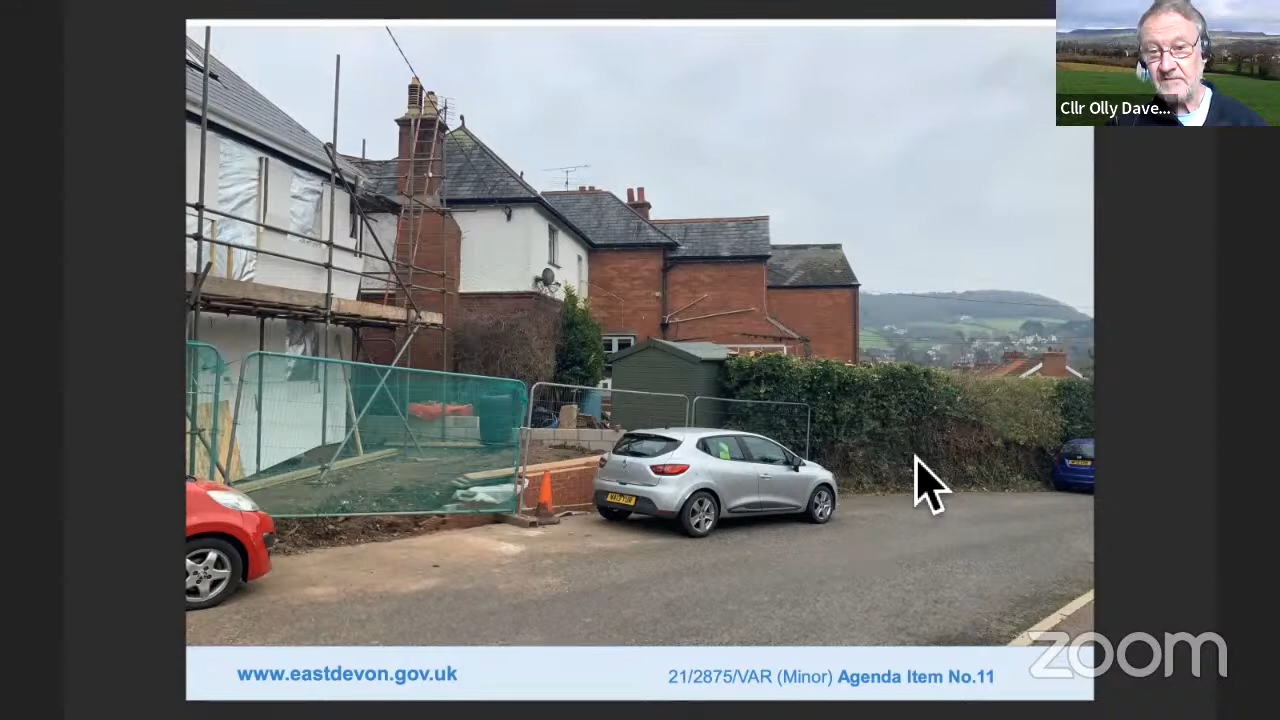 Cllr Olly Dave...
www.eastdevon.gov.uk
21/2875/VAR (Minor) Agenda Item No.11
zoom